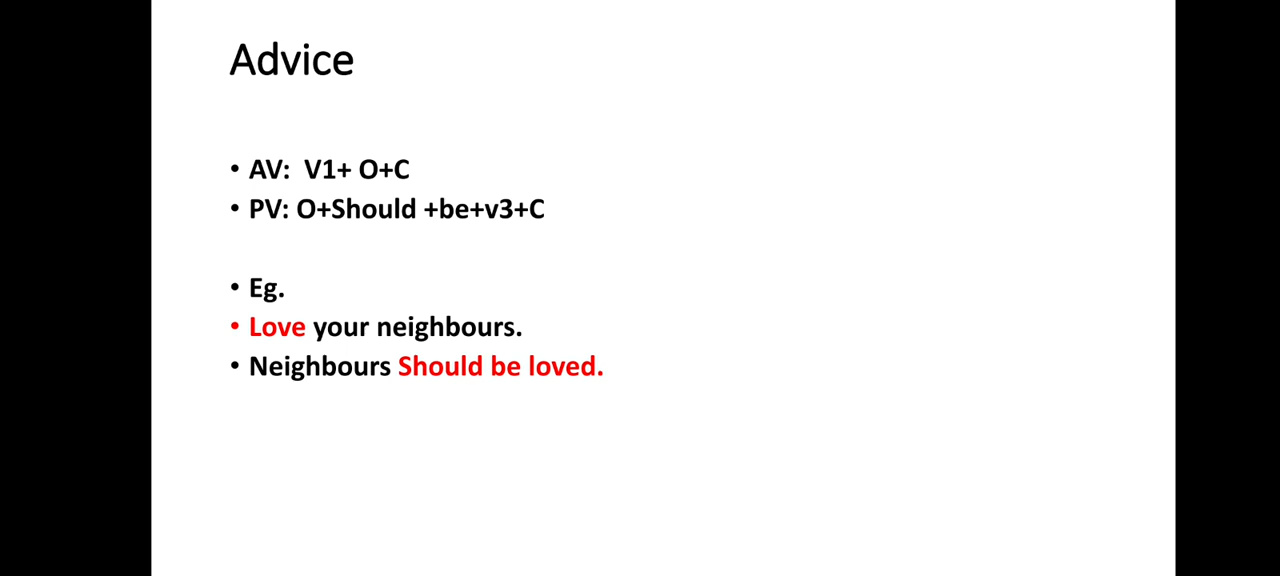 Advice
• AV: V1+ O+C
• PV: O+Should +be+v3+C
• Eg.
• Love your neighbours.
• Neighbours Should be loved.